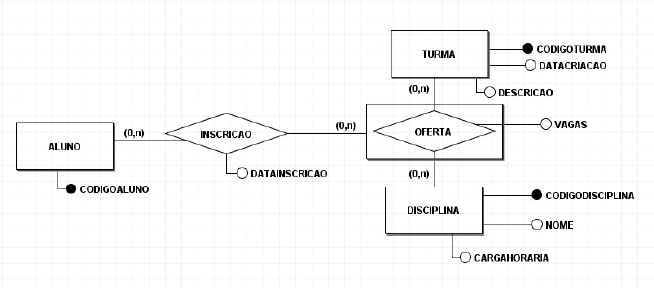 TURMA
CODIGOTURMA
DATACRIACAO
DESCRICAO
(0,n)
ALUNO
(0,n)
INSCRICAO
(0,n)
OFERTA
VAGAS
CODIGOALUNO
DATAINSCRICAO
(0,n)
DISCIPLINA
CODIGODISCIPLINA
NOME
CARGAHORARIA